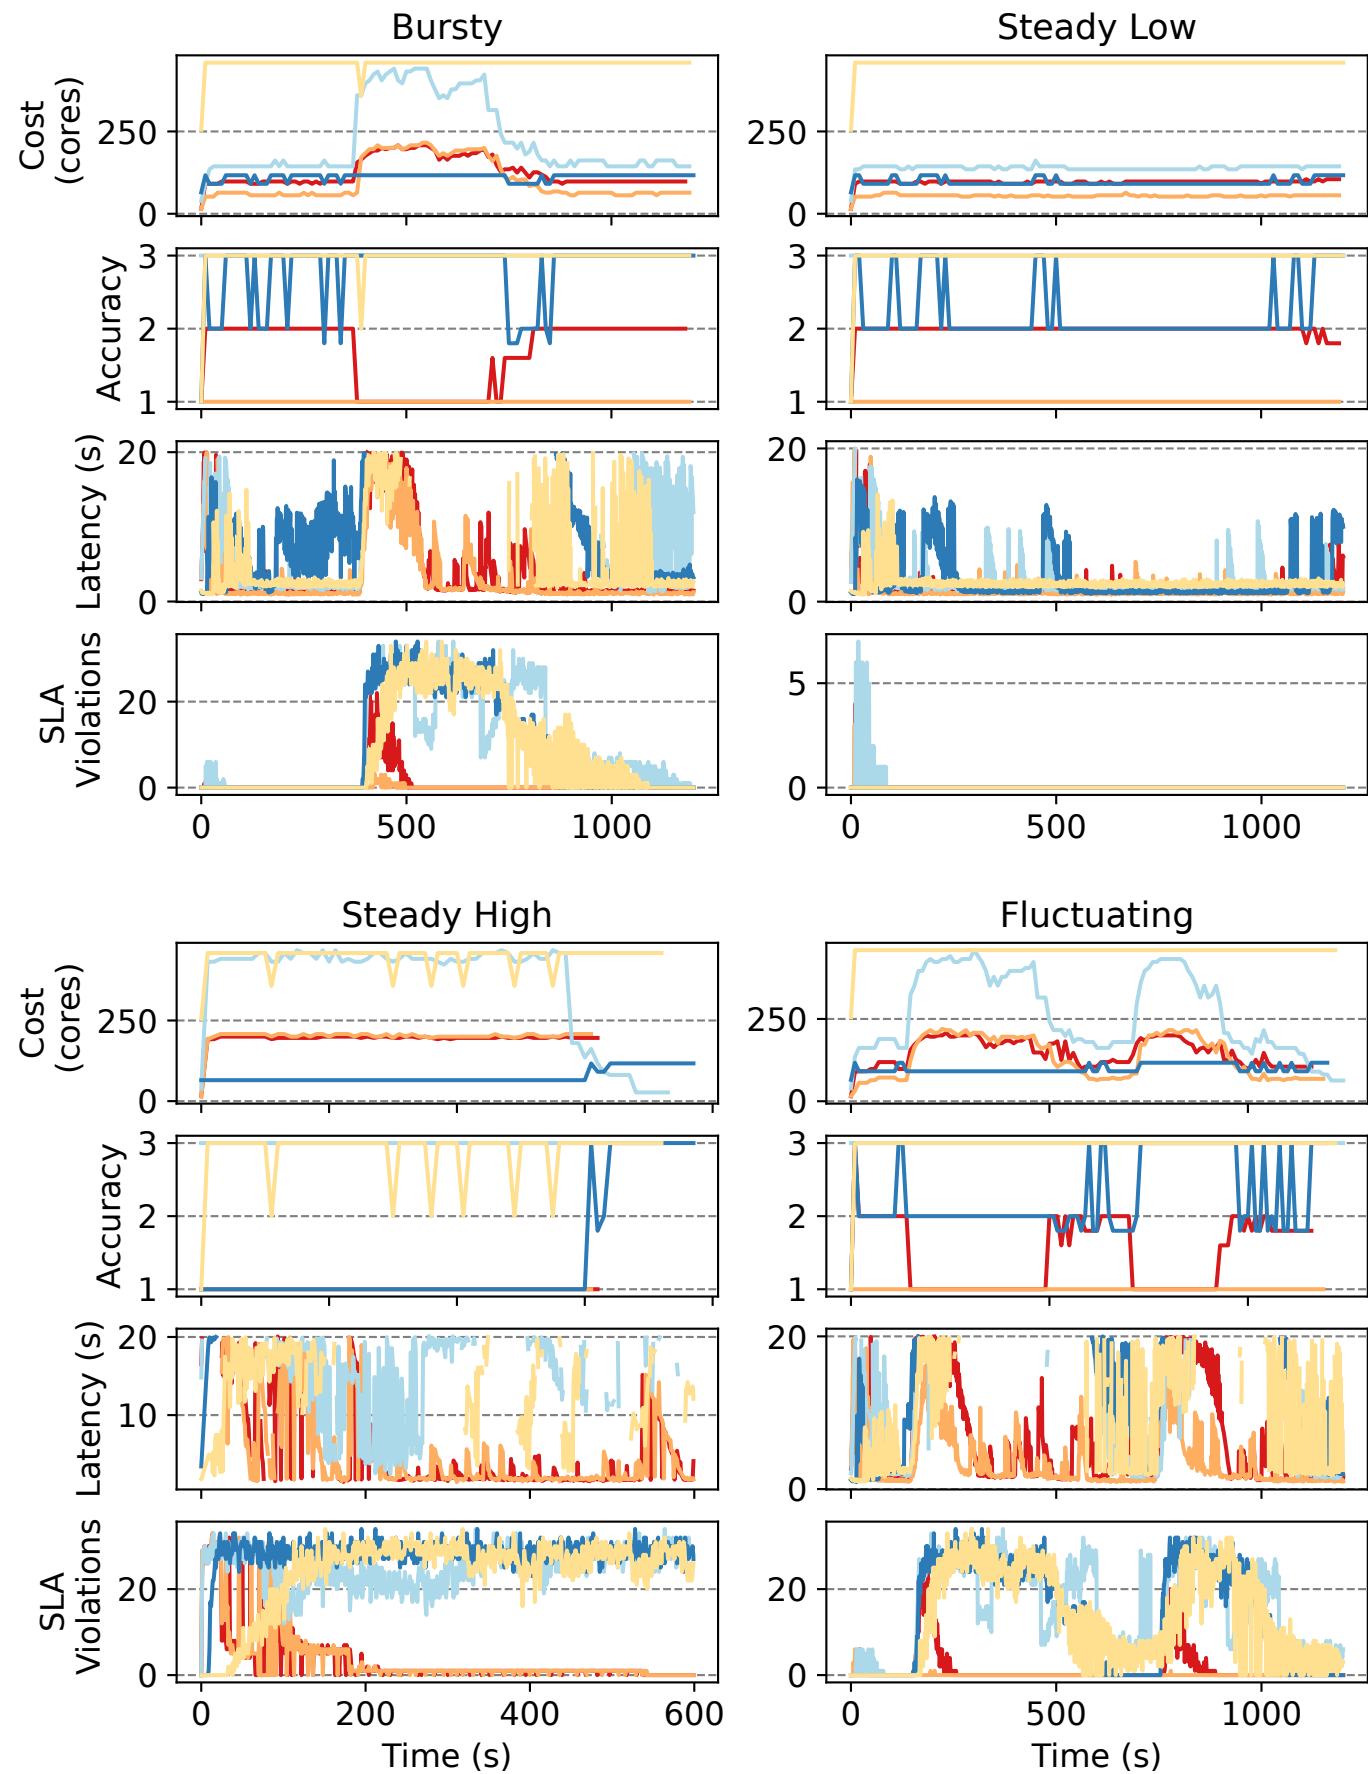 Bursty
Steady Low
Cost
(cores)
250
0
250
0
Accuracy
3
2
1
3
2
1
Latency (s)
20
0
20
0
SLA
Violations
20
0
5
0
0 500 1000
0 500 1000
Steady High
Fluctuating
Cost
(cores)
250
0
250
0
Accuracy
3
2
1
3
2
1
Latency (s)
20
10
20
0
SLA
Violations
20
0
20
0
0 200 400 600
0 500 1000
Time (s)
Time (s)